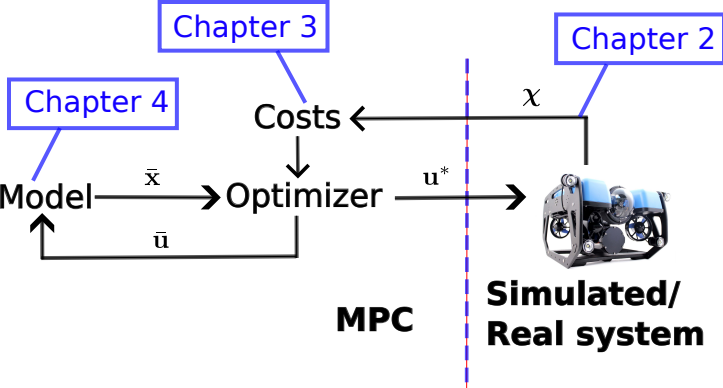 Chapter 3
Chapter 2
Chapter 4
Costs
χ
Model
x̄
Optimizer
u*
ū
MPC
Simulated/
Real system